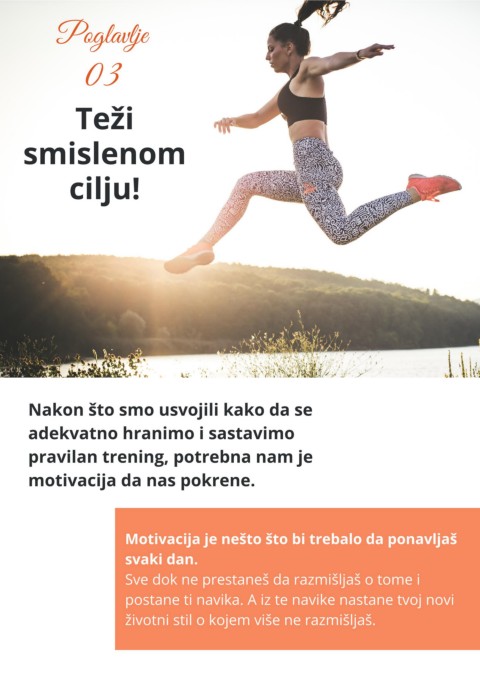 Poglavlje
03
Teži
smislenom
cilju!
Nakon što smo usvojili kako da se
adekvatno hranimo i sastavimo
pravilan trening, potrebna nam je
motivacija da nas pokrene.
Motivacija je nešto što bi trebalo da ponavljaš
svaki dan.
Sve dok ne prestaneš da razmišljaš o tome i
postane ti navika. A iz te navike nastane tvoj novi
životni stil o kojem više ne razmišljaš.